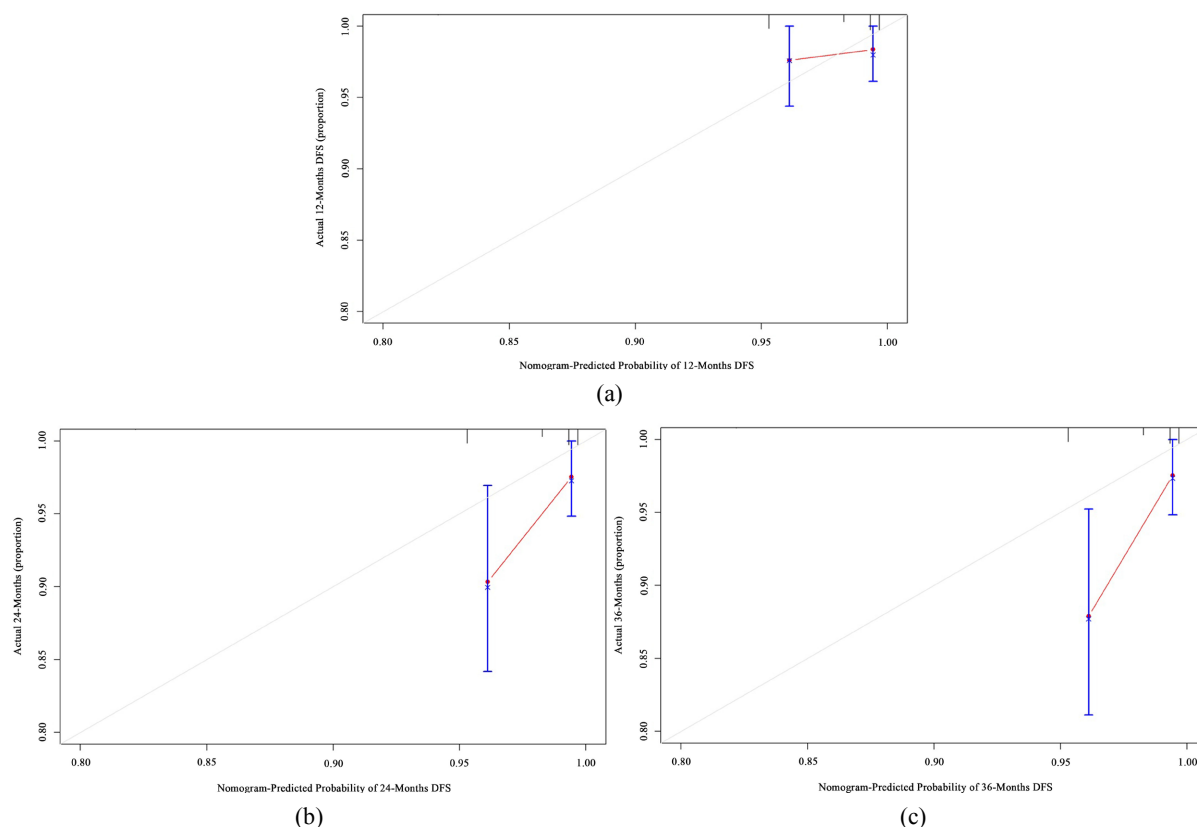 1.00
0.95
0.90
0.85
0.80
Actual 12-Months DFS (proportion)
0.80 0.85 0.90 0.95 1.00
Nomogram-Predicted Probability of 12-Months DFS
(a)
1.00
0.95
0.90
0.85
0.80
Actual 24-Months (proportion)
0.80 0.85 0.90 0.95 1.00
Nomogram-Predicted Probability of 24-Months DFS
(b)
1.00
0.95
0.90
0.85
0.80
Actual 36-Months (proportion)
0.80 0.85 0.90 0.95 1.00
Nomogram-Predicted Probability of 36-Months DFS
(c)